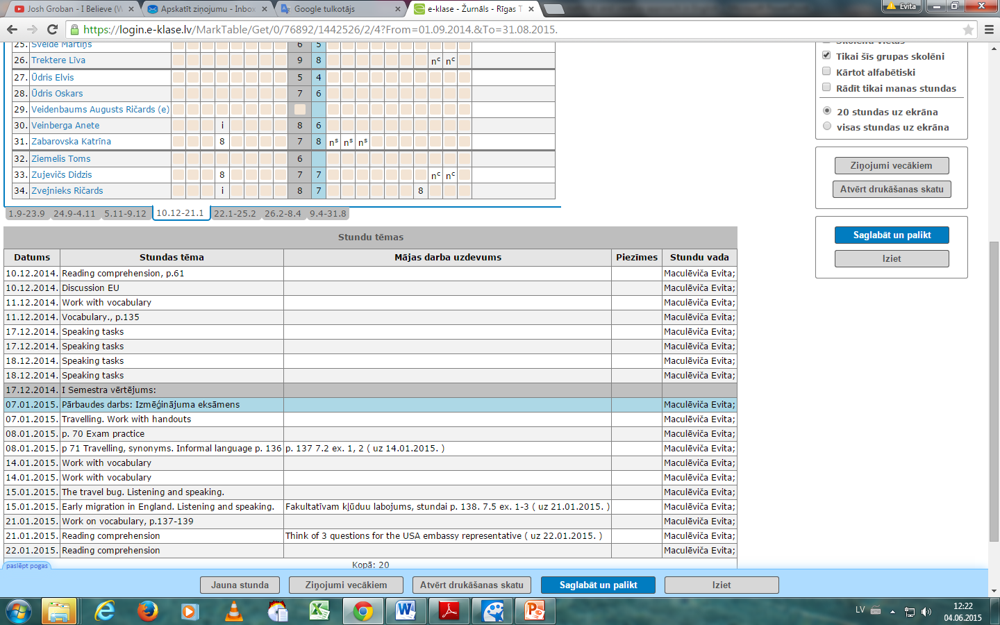 Josh Groban - I Believe (W
Apskatīt ziņojumu - Inbox
Google tulkotājs
e-klase - Žurnāls - Rīgas T
Evita
https://login.e-klase.lv/MarkTable/Get/0/76892/1442526/2/4?From=01.09.2014.&To=31.08.2015.
25. Sveide Mārtiņš 6 5
26. Trektere Līva 9 8 nc nc
27. Ūdris Elvis 5 4
28. Ūdris Oskars 7 6
29. Veidenbaums Augusts Ričards (e)
30. Veinberga Anete i 8 6
31. Zabarovska Katrīna 8 7 8 ns ns ns
32. Ziemelis Toms 6
33. Zujevičs Didzis 8 7 7 nc nc
34. Zvejnieks Ričards i 8 7 8
1.9-23.9 24.9-4.11 5.11-9.12 10.12-21.1 22.1-25.2 26.2-8.4 9.4-31.8
Skolēnu vietas
Tikai šīs grupas skolēni
Kārtot alfabētiski
Rādīt tikai manas stundas
20 stundas uz ekrāna
visas stundas uz ekrāna
Ziņojumi vecākiem
Atvērt drukāšanas skatu
Saglabāt un palikt
Iziet
Stundu tēmas
Datums Stundas tēma Mājas darba uzdevums Piezīmes Stundu vada
10.12.2014. Reading comprehension, p.61 Maculēviča Evita;
10.12.2014. Discussion EU Maculēviča Evita;
11.12.2014. Work with vocabulary Maculēviča Evita;
11.12.2014. Vocabulary., p.135 Maculēviča Evita;
17.12.2014. Speaking tasks Maculēviča Evita;
17.12.2014. Speaking tasks Maculēviča Evita;
18.12.2014. Speaking tasks Maculēviča Evita;
18.12.2014. Speaking tasks Maculēviča Evita;
17.12.2014. I Semestra vērtējums:
07.01.2015. Pārbaudes darbs: Izmēģinājuma eksāmens Maculēviča Evita;
07.01.2015. Travelling. Work with handouts Maculēviča Evita;
08.01.2015. p. 70 Exam practice Maculēviča Evita;
08.01.2015. p 71 Travelling, synonyms. Informal language p. 136 p. 137 7.2 ex. 1, 2 ( uz 14.01.2015. ) Maculēviča Evita;
14.01.2015. Work with vocabulary Maculēviča Evita;
14.01.2015. Work with vocabulary Maculēviča Evita;
15.01.2015. The travel bug. Listening and speaking. Maculēviča Evita;
15.01.2015. Early migration in England. Listening and speaking. Fakultatīvam kļūduu labojums, stundai p. 138. 7.5 ex. 1-3 ( uz 21.01.2015. ) Maculēviča Evita;
21.01.2015. Work on vocabulary, p.137-139 Maculēviča Evita;
21.01.2015. Reading comprehension Think of 3 questions for the USA embassy representative ( uz 22.01.2015. ) Maculēviča Evita;
22.01.2015. Reading comprehension Maculēviča Evita;
Kopā: 20
paslēpt pogas
Jauna stunda Ziņojumi vecākiem Atvērt drukāšanas skatu Saglabāt un palikt Iziet
LV
12:22
04.06.2015